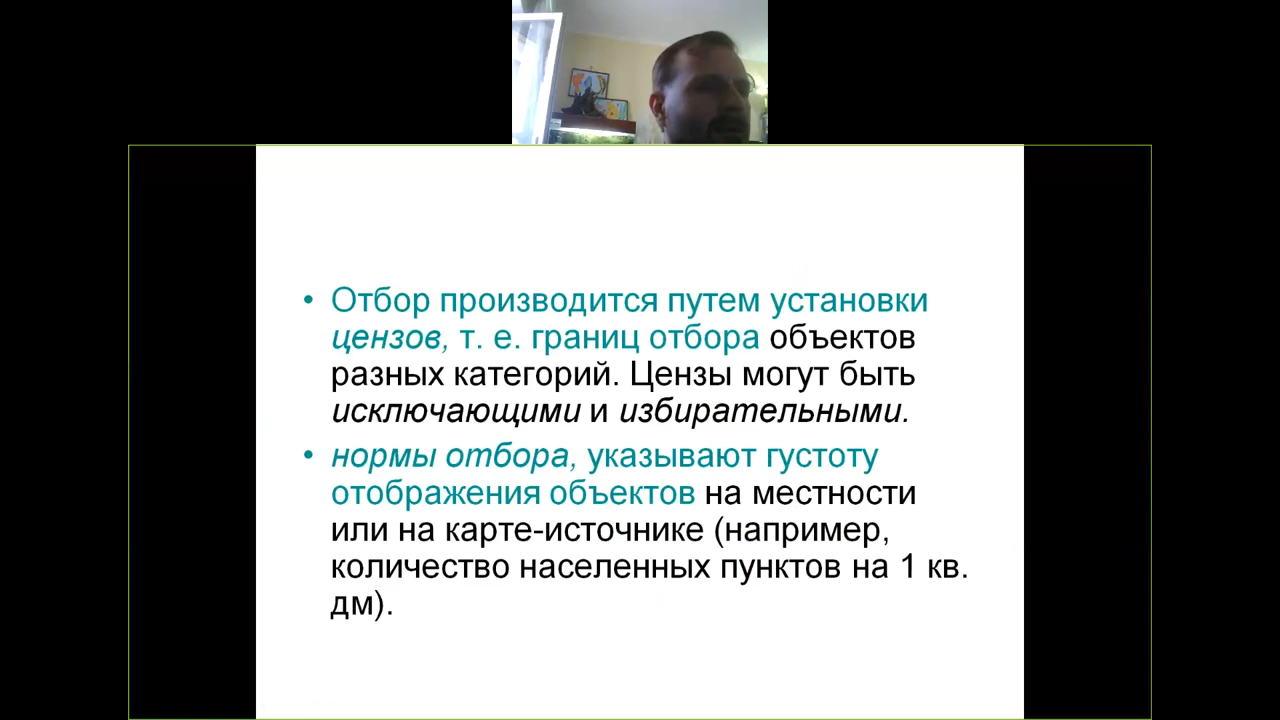 • Отбор производится путем установки
цензов, т. е. границ отбора объектов
разных категорий. Цензы могут быть
исключающими и избирательными.
• нормы отбора, указывают густоту
отображения объектов на местности
или на карте-источнике (например,
количество населенных пунктов на 1 кв.
дм).